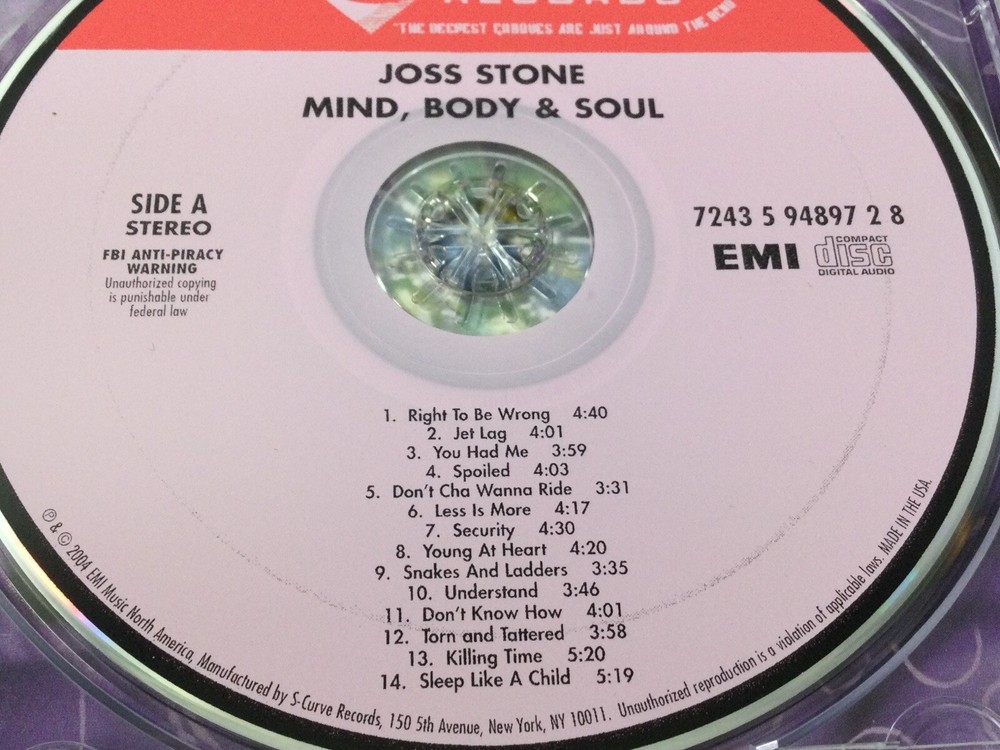 RECORDS
"THE DEEPEST GROOVES ARE JUST AROUND THE BEND
JOSS STONE
MIND, BODY & SOUL
SIDE A
STEREO
FBI ANTI-PIRACY
WARNING
Unauthorized copying
is punishable under
federal law
7243 5 94897 2 8
EMI
COMPACT
disc
DIGITAL AUDIO
1. Right To Be Wrong 4:40
2. Jet Lag 4:01
3. You Had Me 3:59
4. Spoiled 4:03
5. Don't Cha Wanna Ride 3:31
6. Less Is More 4:17
7. Security 4:30
8. Young At Heart 4:20
9. Snakes And Ladders 3:35
10. Understand 3:46
11. Don't Know How 4:01
12. Torn and Tattered 3:58
13. Killing Time 5:20
14. Sleep Like A Child 5:19
℗ & © 2004 EMI Music North America, Manufactured by S-Curve Records, 150 5th Avenue, New York, NY 10011. Unauthorized reproduction is a violation of applicable laws. MADE IN THE USA.